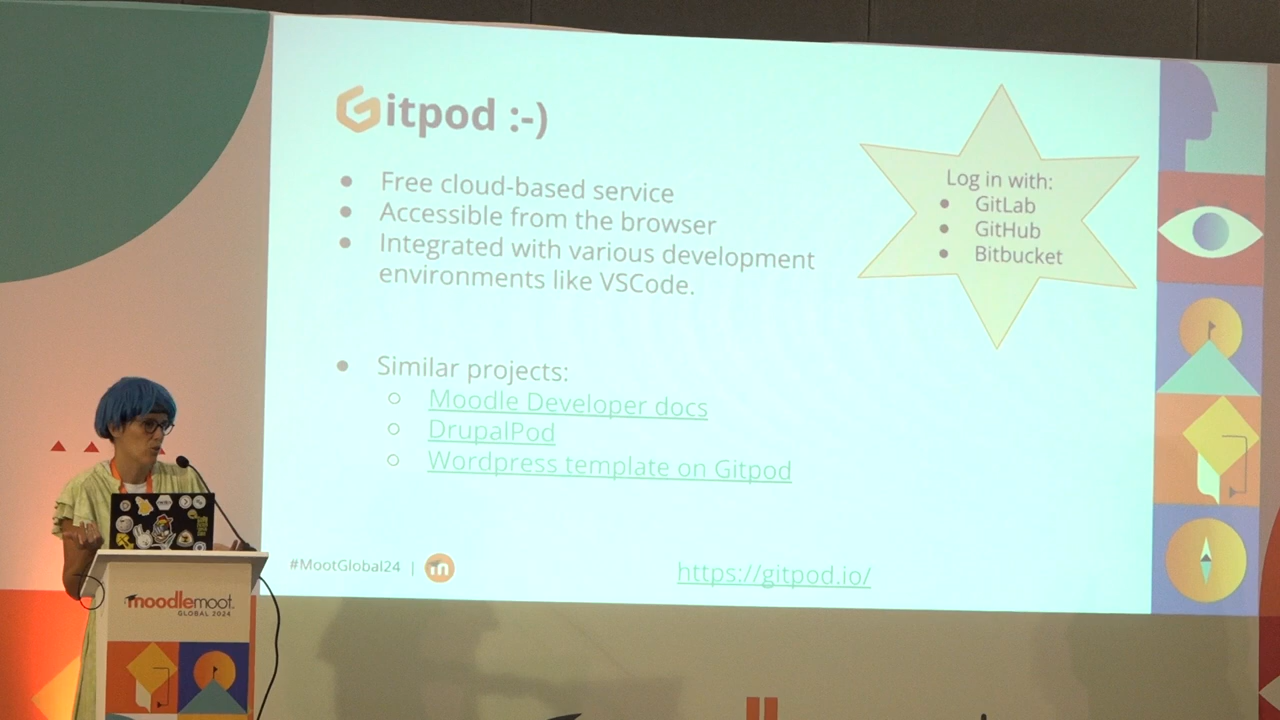 Gitpod :-)
● Free cloud-based service
● Accessible from the browser
● Integrated with various development
environments like VSCode.
Log in with:
● GitLab
● GitHub
● Bitbucket
● Similar projects:
○ Moodle Developer docs
○ DrupalPod
○ Wordpress template on Gitpod
#MootGlobal24 | m
https://gitpod.io/
moodlemoot
GLOBAL 2024